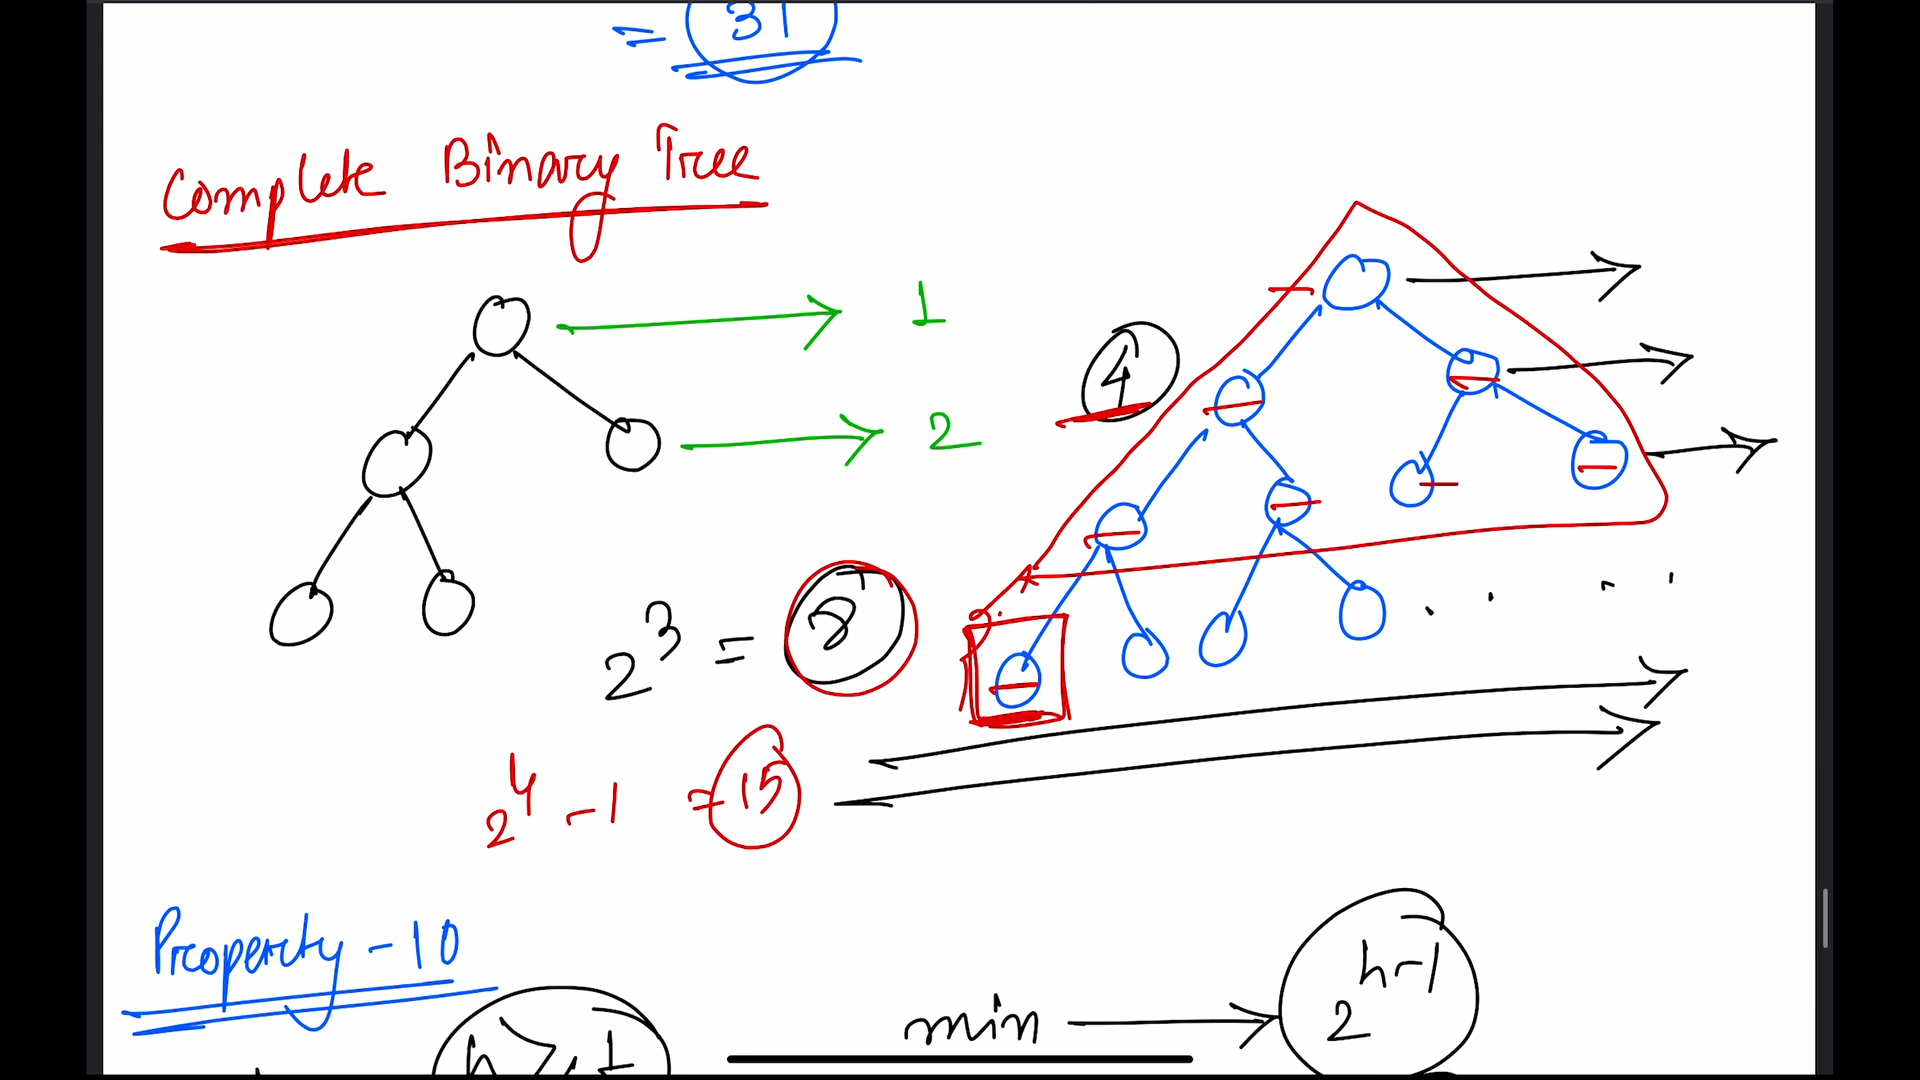 = 31
Complete Binary Tree
1
2
4
2^3 = 8
2^4 - 1 = 15
Property - 10
min → 2^{h-1}
h ≥ 1